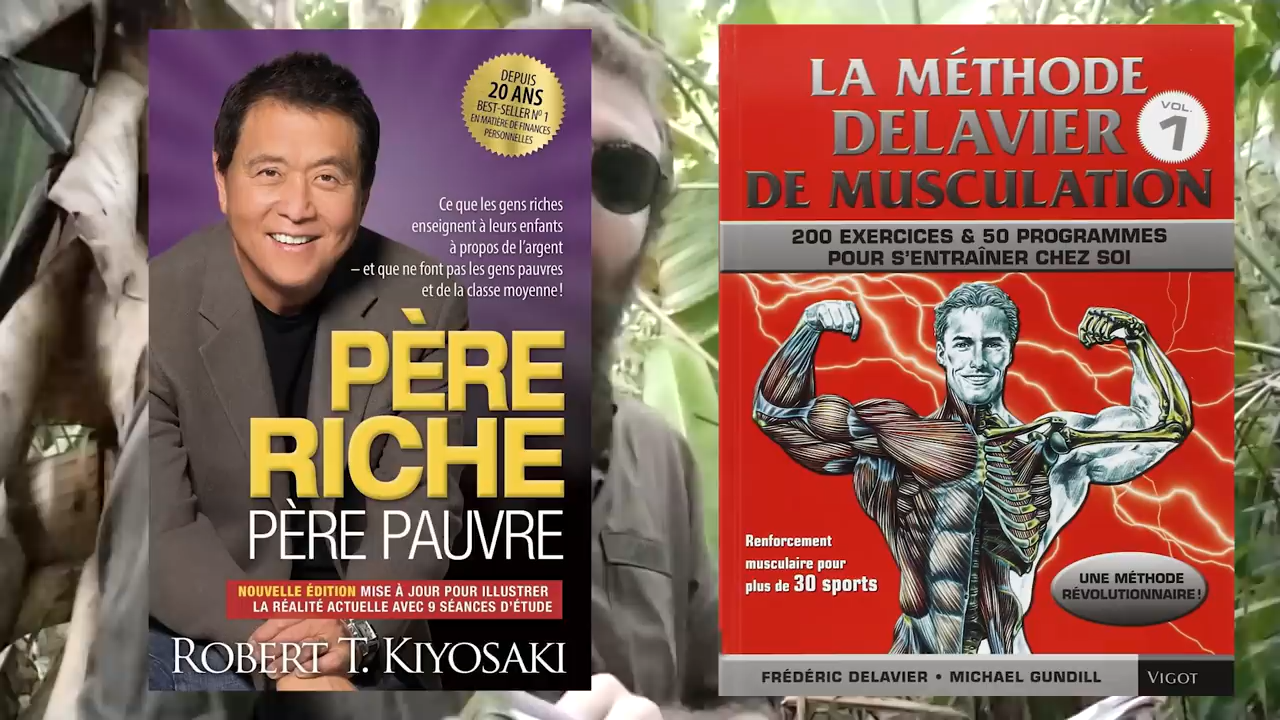 DEPUIS
20 ANS
BEST-SELLER Nº 1
EN MATIÈRE DE FINANCES
PERSONNELLES
Ce que les gens riches
enseignent à leurs enfants
à propos de l'argent
– et que ne font pas les gens pauvres
et de la classe moyenne!
PÈRE
RICHE
PÈRE PAUVRE
NOUVELLE ÉDITION MISE À JOUR POUR ILLUSTRER
LA RÉALITÉ ACTUELLE AVEC 9 SÉANCES D'ÉTUDE
ROBERT T. KIYOSAKI
LA MÉTHODE
DELAVIER
DE MUSCULATION
VOL.
1
200 EXERCICES & 50 PROGRAMMES
POUR S'ENTRAÎNER CHEZ SOI
Renforcement
musculaire pour
plus de 30 sports
UNE MÉTHODE
RÉVOLUTIONNAIRE!
FRÉDÉRIC DELAVIER • MICHAEL GUNDILL
VIGOT